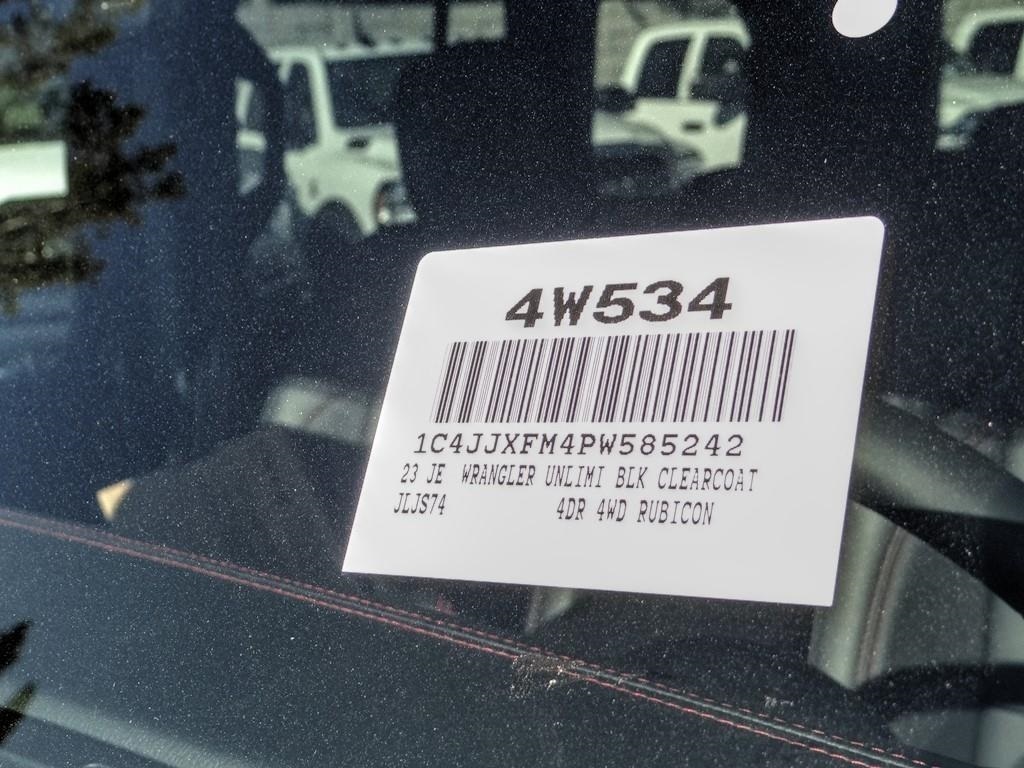 4W534
1C4JJXFM4PW585242
23 JE WRANGLER UNLIMI BLK CLEARCOAT
JLJS74 4DR 4WD RUBICON